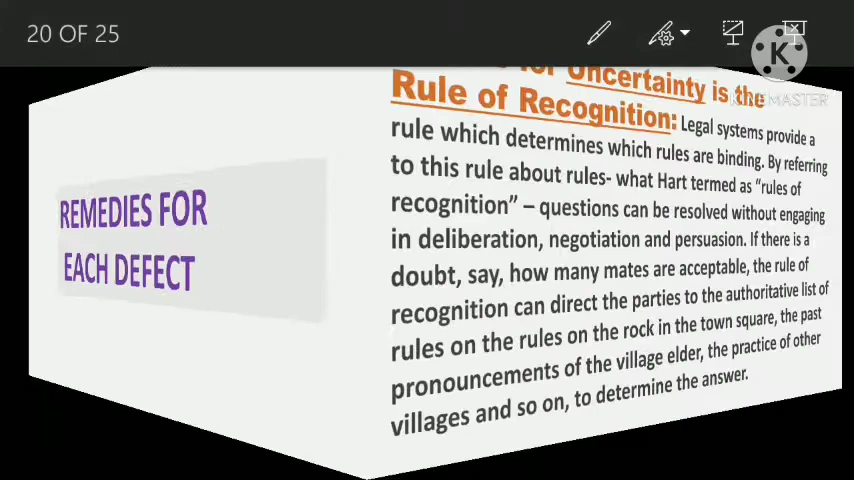 20 OF 25
K
KINEMASTER
REMEDIES FOR
EACH DEFECT
for Uncertainty is the
Rule of Recognition: Legal systems provide a
rule which determines which rules are binding. By referring
to this rule about rules- what Hart termed as “rules of
recognition” – questions can be resolved without engaging
in deliberation, negotiation and persuasion. If there is a
doubt, say, how many mates are acceptable, the rule of
recognition can direct the parties to the authoritative list of
rules on the rules on the rock in the town square, the past
pronouncements of the village elder, the practice of other
villages and so on, to determine the answer.